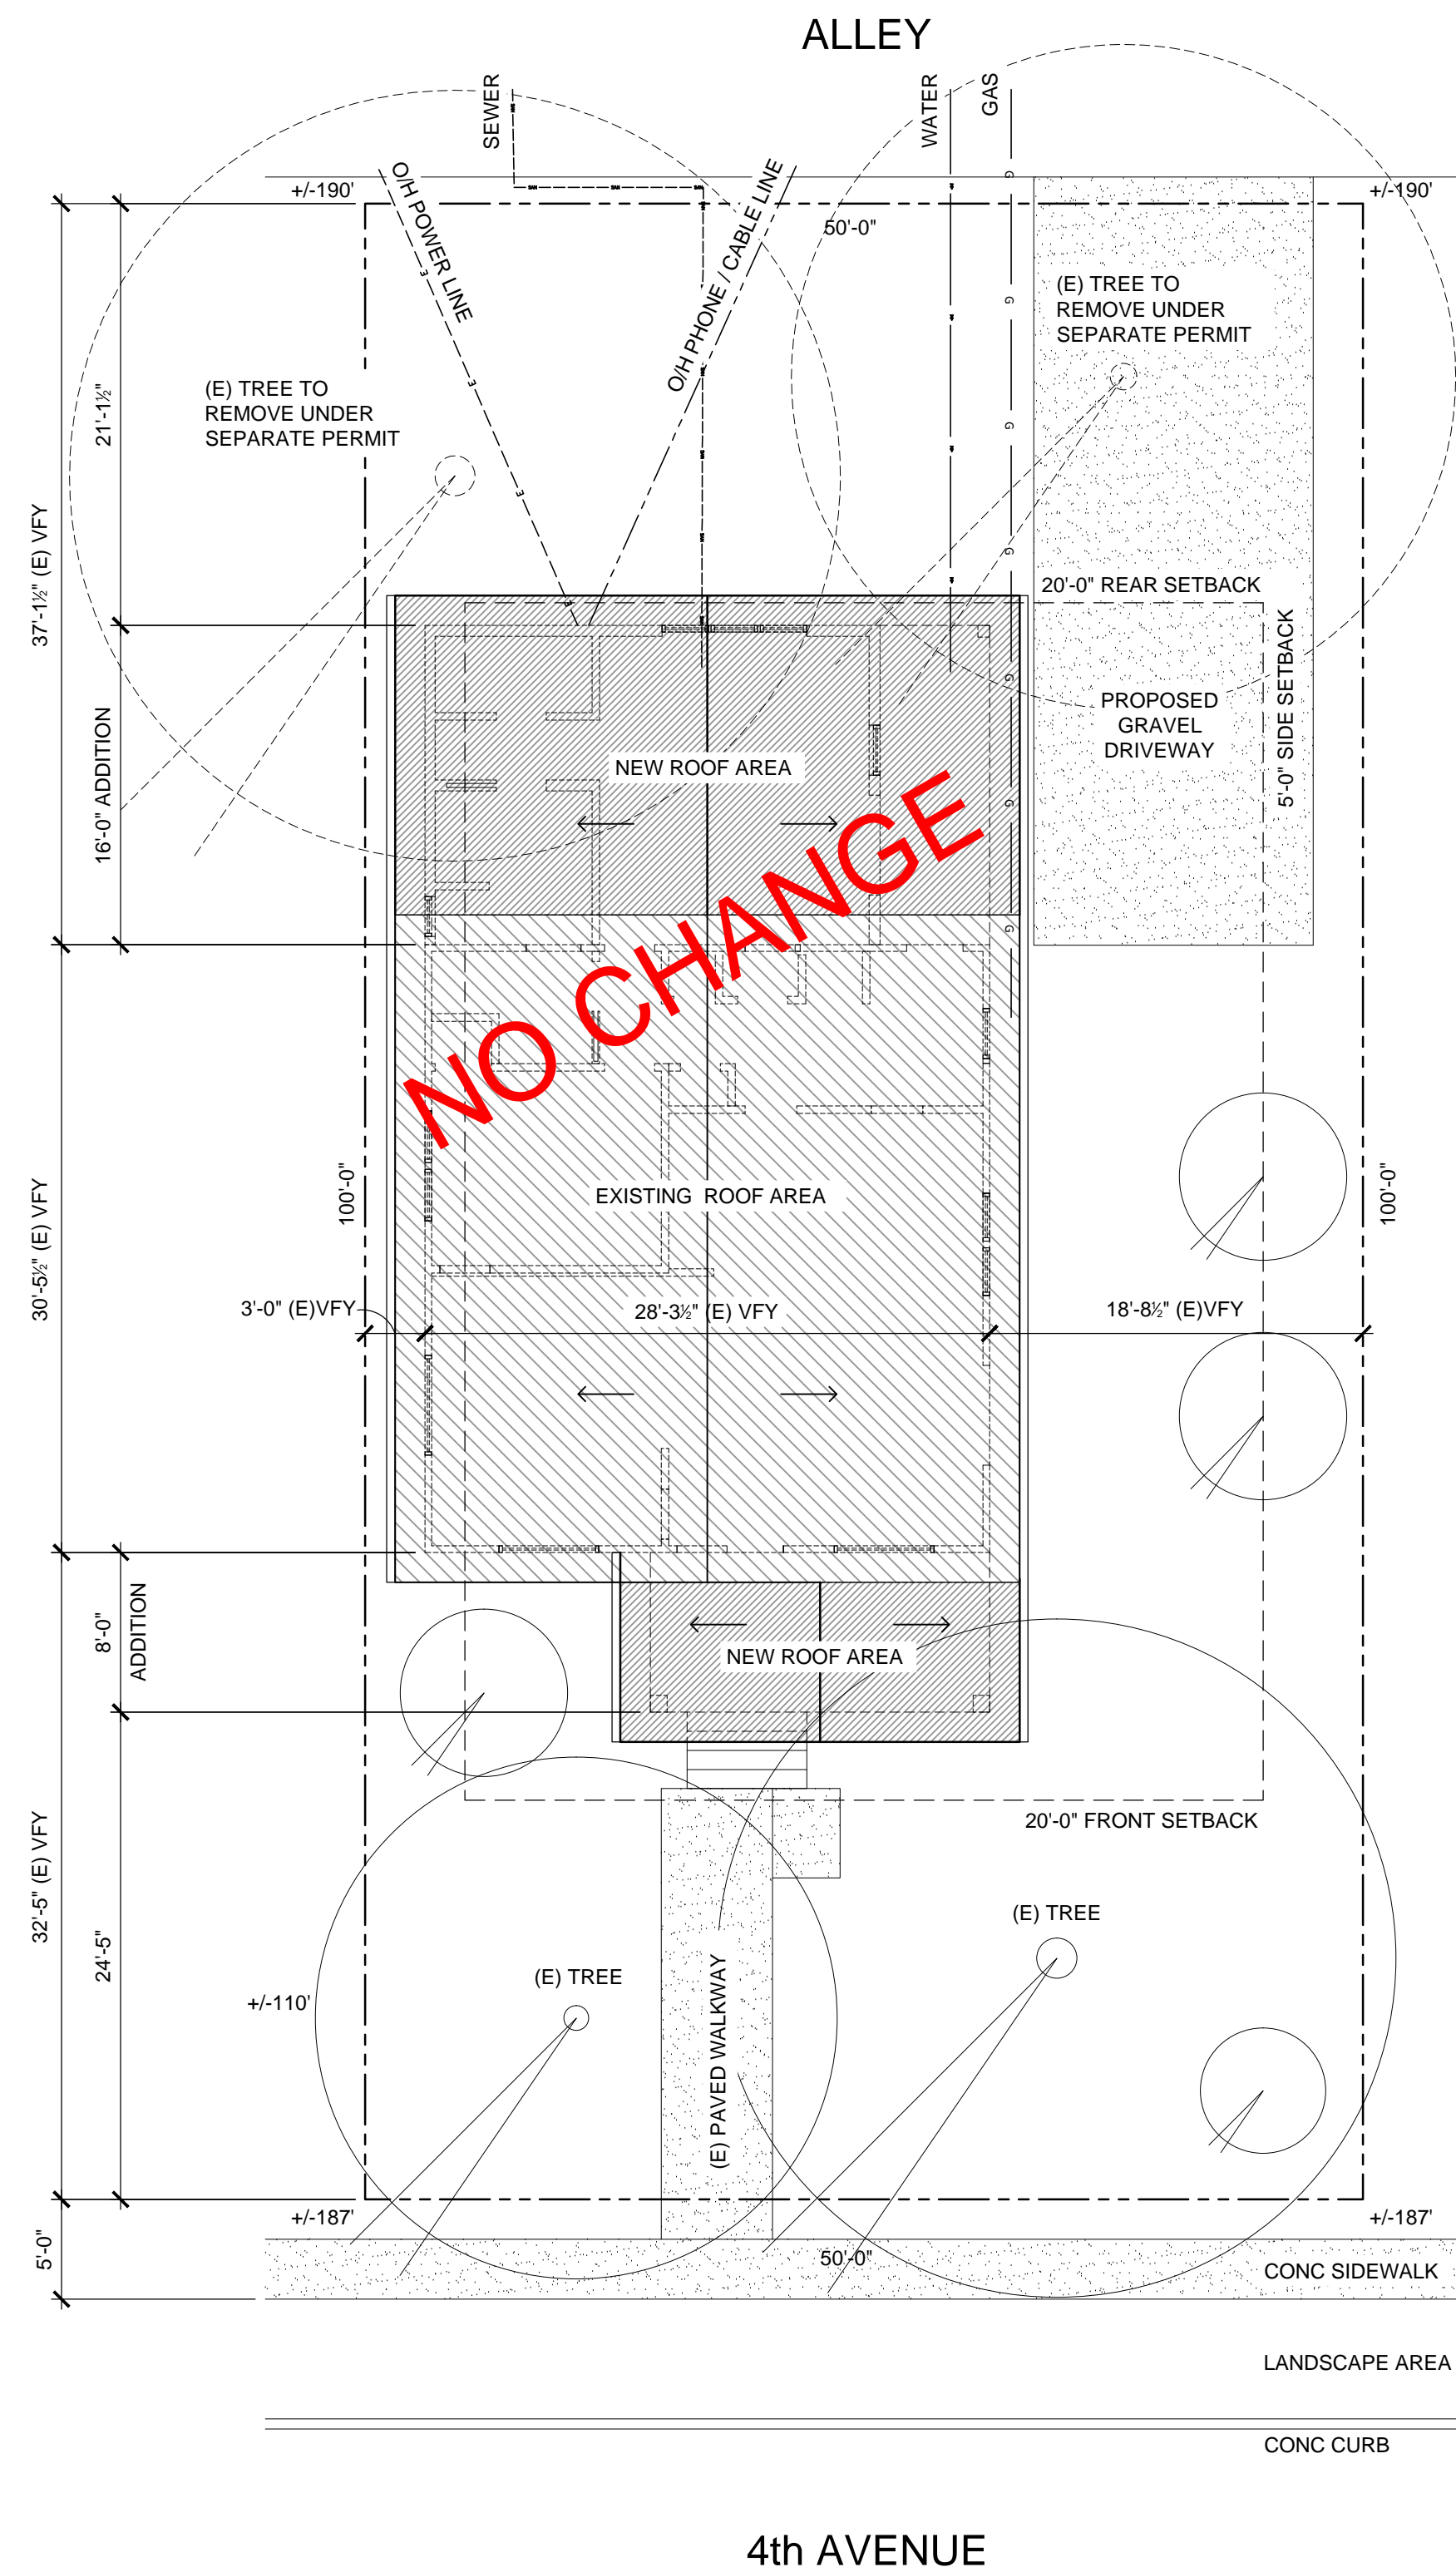 ALLEY
SEWER
WATER
GAS
+/-190'
O/H POWER LINE
O/H PHONE / CABLE LINE
50'-0"
+/-190'
(E) TREE TO
REMOVE UNDER
SEPARATE PERMIT
(E) TREE TO
REMOVE UNDER
SEPARATE PERMIT
21'-1½"
37'-1½" (E) VFY
20'-0" REAR SETBACK
5'-0" SIDE SETBACK
PROPOSED
GRAVEL
DRIVEWAY
16'-0" ADDITION
NEW ROOF AREA
NO CHANGE
100'-0"
EXISTING ROOF AREA
100'-0"
30'-5½" (E) VFY
3'-0" (E)VFY
28'-3½" (E) VFY
18'-8½" (E)VFY
8'-0"
ADDITION
NEW ROOF AREA
20'-0" FRONT SETBACK
32'-5" (E) VFY
24'-5"
(E) TREE
(E) TREE
+/-110'
(E) PAVED WALKWAY
+/-187'
+/-187'
5'-0"
50'-0"
CONC SIDEWALK
LANDSCAPE AREA
CONC CURB
4th AVENUE
G
G
G
G
G
G
G
E
E
E
E